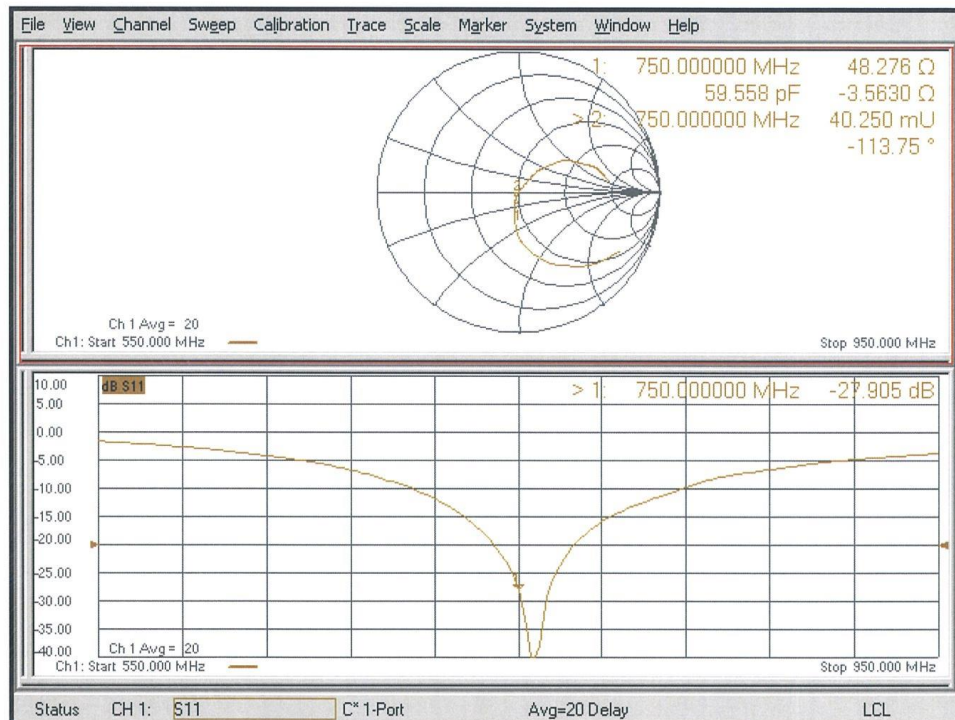 File View Channel Sweep Calibration Trace Scale Marker System Window Help
1: 750.000000 MHz 48.276 Ω
59.558 pF -3.5630 Ω
> 2: 750.000000 MHz 40.250 mU
-113.75 °
Ch 1 Avg = 20
Ch1: Start 550.000 MHz
Stop 950.000 MHz
10.00
dB S11
> 1: 750.000000 MHz -27.905 dB
5.00
0.00
-5.00
-10.00
-15.00
-20.00
-25.00
-30.00
-35.00
-40.00
Ch 1 Avg = 20
Ch1: Start 550.000 MHz
Stop 950.000 MHz
Status CH 1: S11 C* 1-Port Avg=20 Delay LCL